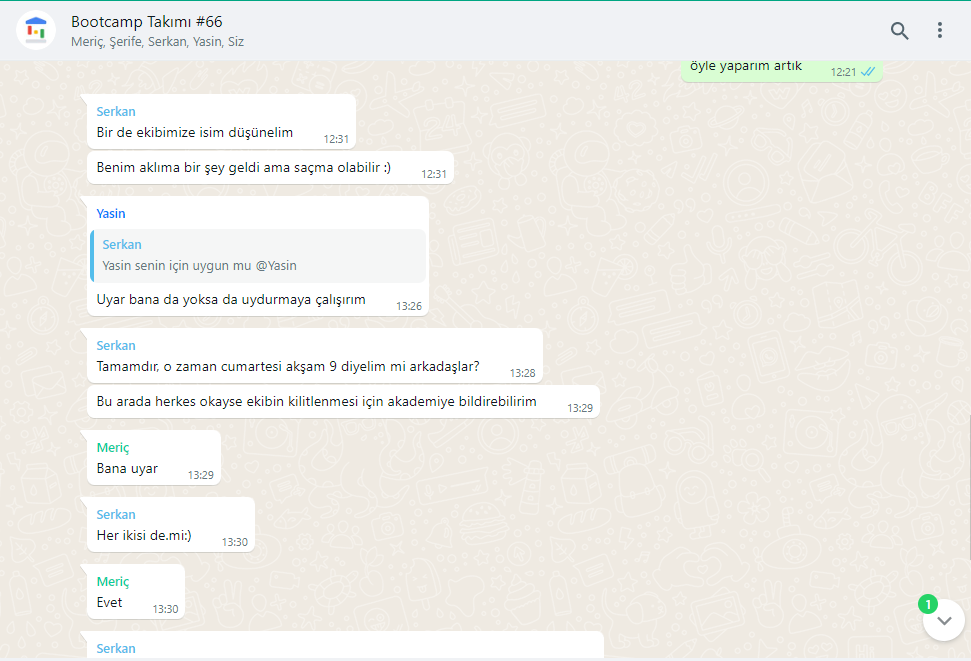 Bootcamp Takımı #66
Meriç, Şerife, Serkan, Yasin, Siz
öyle yaparım artık
12:21
Serkan
Bir de ekibimize isim düşünelim
12:31
Benim aklıma bir şey geldi ama saçma olabilir :)
12:31
Yasin
Serkan
Yasin senin için uygun mu @Yasin
Uyar bana da yoksa da uydurmaya çalışırım
13:26
Serkan
Tamamdır, o zaman cumartesi akşam 9 diyelim mi arkadaşlar?
13:28
Bu arada herkes okayse ekibin kilitlenmesi için akademiye bildirebilirim
13:29
Meriç
Bana uyar
13:29
Serkan
Her ikisi de.mi:)
13:30
Meriç
Evet
13:30
Serkan
1